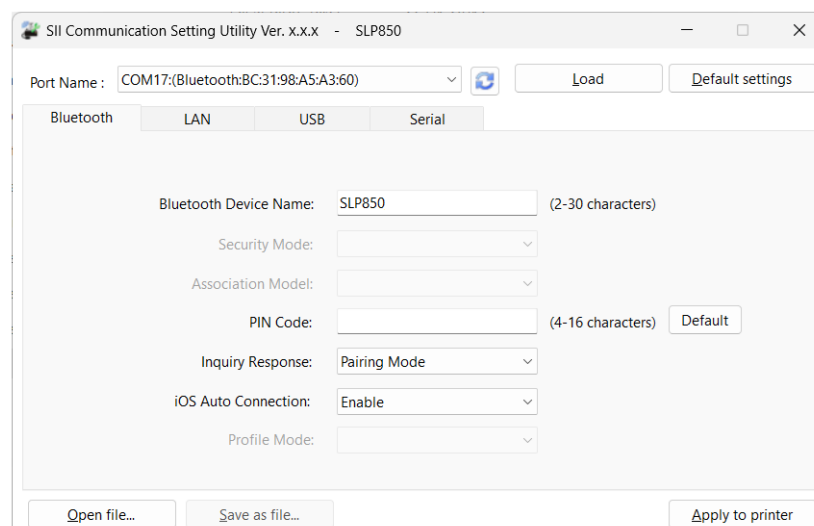 SII Communication Setting Utility Ver. x.x.x - SLP850
Port Name : COM17:(Bluetooth:BC:31:98:A5:A3:60) Load Default settings
Bluetooth LAN USB Serial
Bluetooth Device Name: SLP850 (2-30 characters)
Security Mode:
Association Model:
PIN Code: (4-16 characters) Default
Inquiry Response: Pairing Mode
iOS Auto Connection: Enable
Profile Mode:
Open file... Save as file... Apply to printer